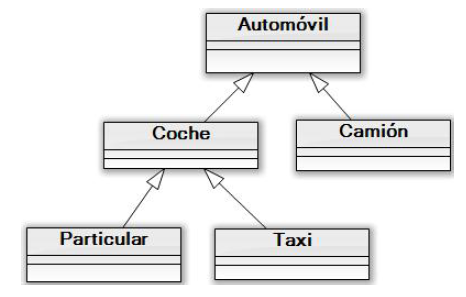 Automóvil
Coche
Camión
Particular
Taxi